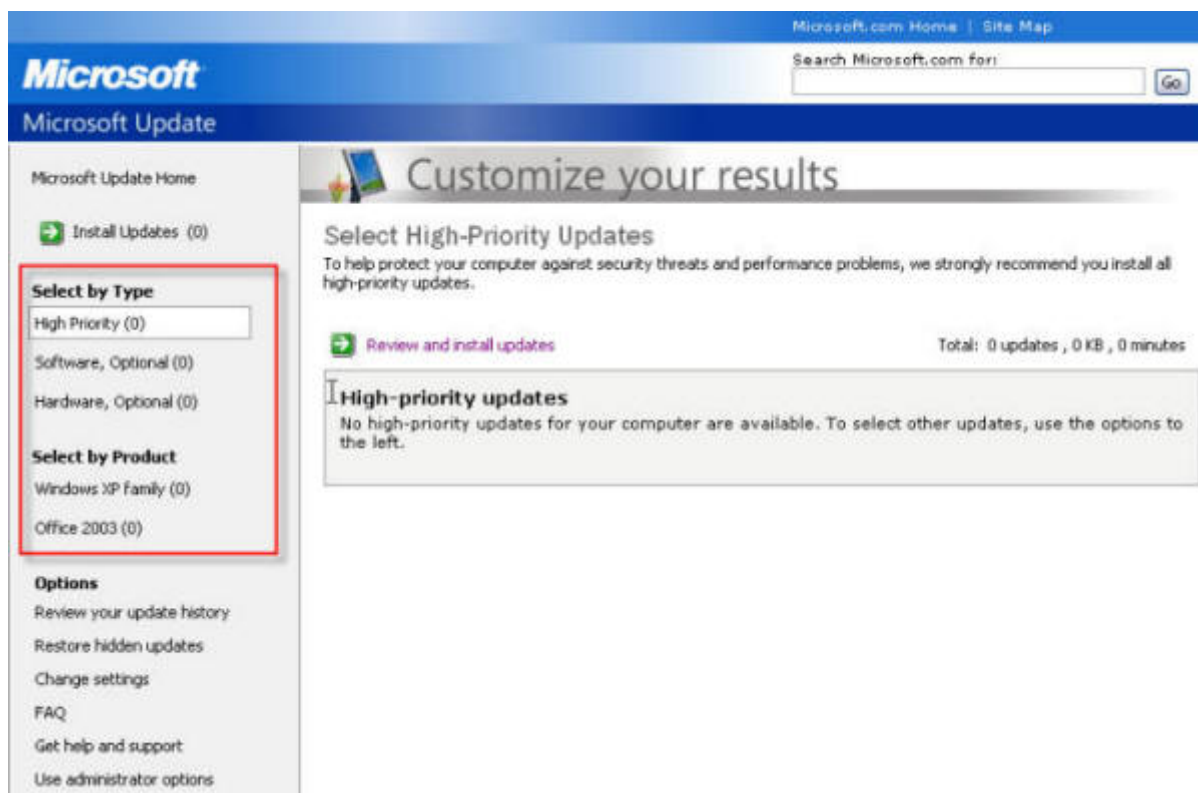 Microsoft.com Home | Site Map
Microsoft
Search Microsoft.com for:
Go
Microsoft Update
Microsoft Update Home
Install Updates (0)
Select by Type
High Priority (0)
Software, Optional (0)
Hardware, Optional (0)
Select by Product
Windows XP family (0)
Office 2003 (0)
Options
Review your update history
Restore hidden updates
Change settings
FAQ
Get help and support
Use administrator options
Customize your results
Select High-Priority Updates
To help protect your computer against security threats and performance problems, we strongly recommend you install all
high-priority updates.
Review and install updates
Total: 0 updates , 0 KB , 0 minutes
High-priority updates
No high-priority updates for your computer are available. To select other updates, use the options to
the left.